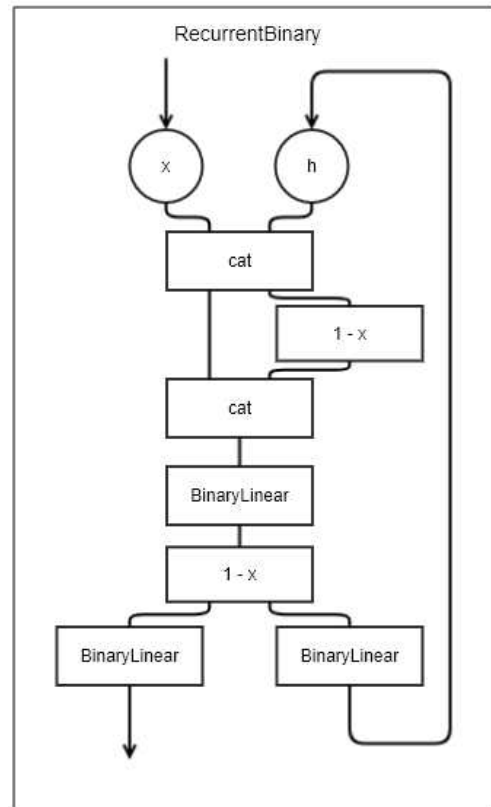 RecurrentBinary
x
h
cat
1 - x
cat
BinaryLinear
1 - x
BinaryLinear
BinaryLinear